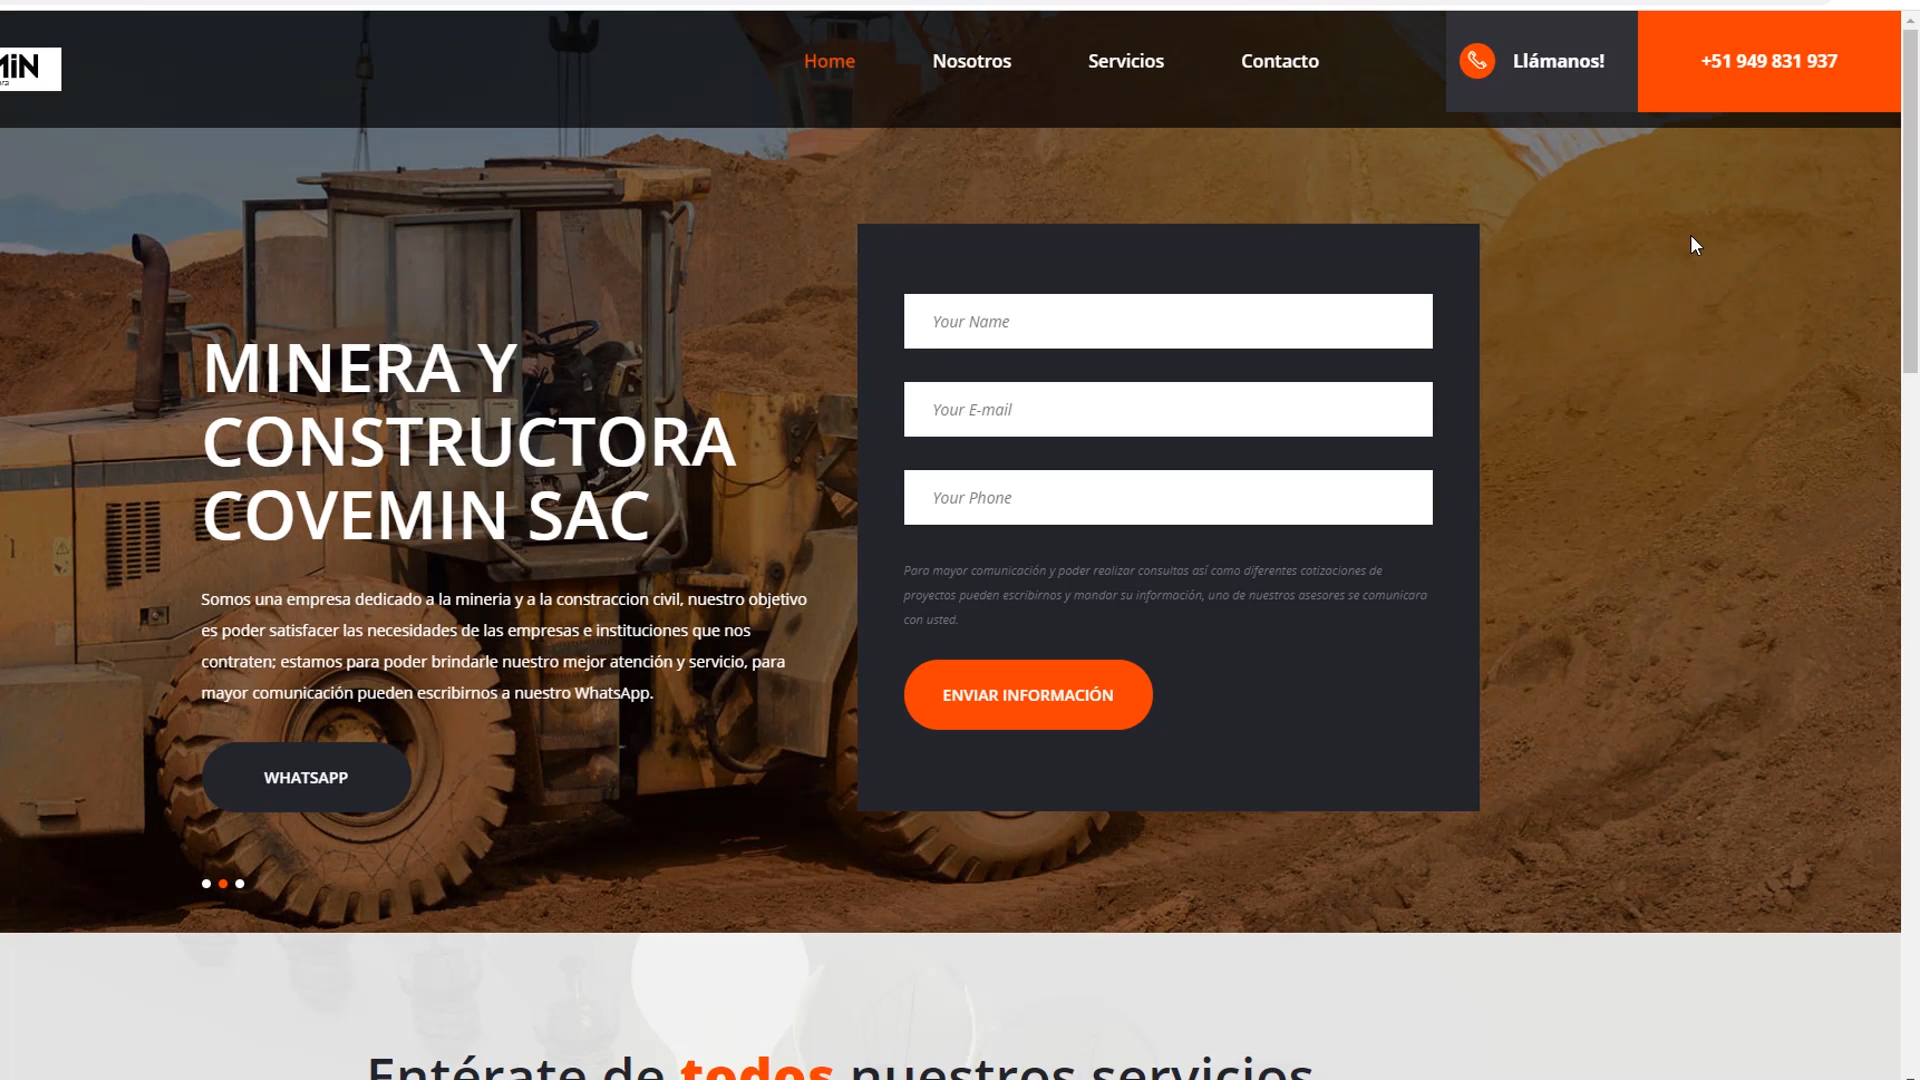 MiN
Home
Nosotros
Servicios
Contacto
Llámanos!
+51 949 831 937
MINERA Y
CONSTRUCTORA
COVEMIN SAC
Somos una empresa dedicado a la mineria y a la constraccion civil, nuestro objetivo
es poder satisfacer las necesidades de las empresas e instituciones que nos
contraten; estamos para poder brindarle nuestro mejor atención y servicio, para
mayor comunicación pueden escribirnos a nuestro WhatsApp.
WHATSAPP
Your Name
Your E-mail
Your Phone
Para mayor comunicación y poder realizar consultas así como diferentes cotizaciones de
proyectos pueden escribirnos y mandar su información, uno de nuestros asesores se comunicara
con usted.
ENVIAR INFORMACIÓN
Entérate de todos nuestros servicios